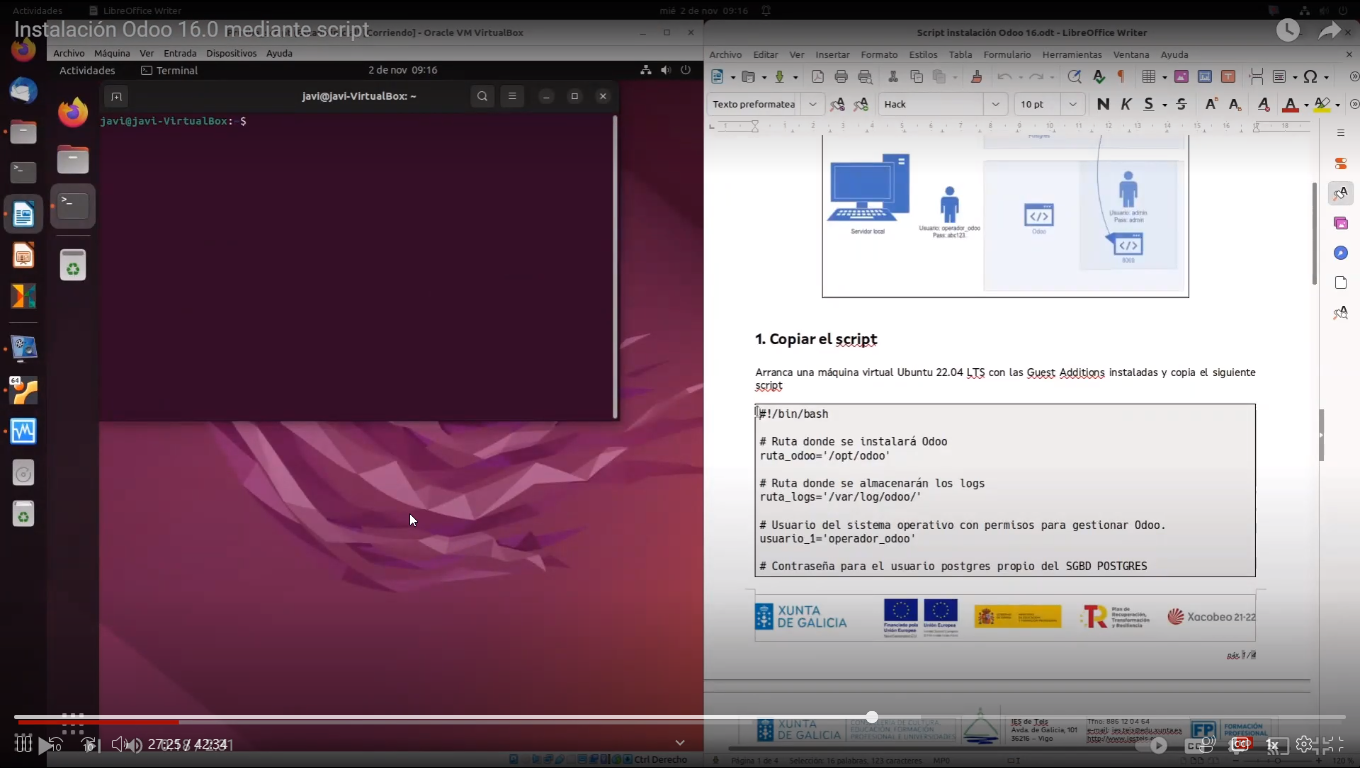 Actividades LibreOffice Writer mié 2 de nov 09:16
Instalación Odoo 16.0 mediante script
Corriendo] - Oracle VM VirtualBox
Archivo Máquina Ver Entrada Dispositivos Ayuda
Actividades Terminal 2 de nov 09:16
javi@javi-VirtualBox: ~
javi@javi-VirtualBox:~$
64
Ctrl Derecho
Script instalación Odoo 16.odt - LibreOffice Writer
Archivo Editar Ver Insertar Formato Estilos Tabla Formulario Herramientas Ventana Ayuda
Texto preformatea Hack 10 pt N K S S
Servidor local
Usuario: operador_odoo
Pass: abc123.
Odoo
Usuario: admin
Pass: admin
1. Copiar el script
Arranca una máquina virtual Ubuntu 22.04 LTS con las Guest Additions instaladas y copia el siguiente
script
#!/bin/bash
# Ruta donde se instalará Odoo
ruta_odoo='/opt/odoo'
# Ruta donde se almacenarán los logs
ruta_logs='/var/log/odoo/'
# Usuario del sistema operativo con permisos para gestionar Odoo.
usuario_1='operador_odoo'
# Contraseña para el usuario postgres propio del SGBD POSTGRES
XUNTA
DE GALICIA
Financiado pola
Unión Europea
Plan de
Recuperación,
Transformación
y Resiliencia
Xacobeo 21·22
XUNTA
DE GALICIA
IES de Teis
Avda. de Galicia, 101
36216 – Vigo
Tfno: 886 12 04 64
FP FORMACIÓN
PROFESIONAL
Página 1 de 4 Selección: 16 palabras, 123 caracteres
120 %
27:25 / 42:34
1x